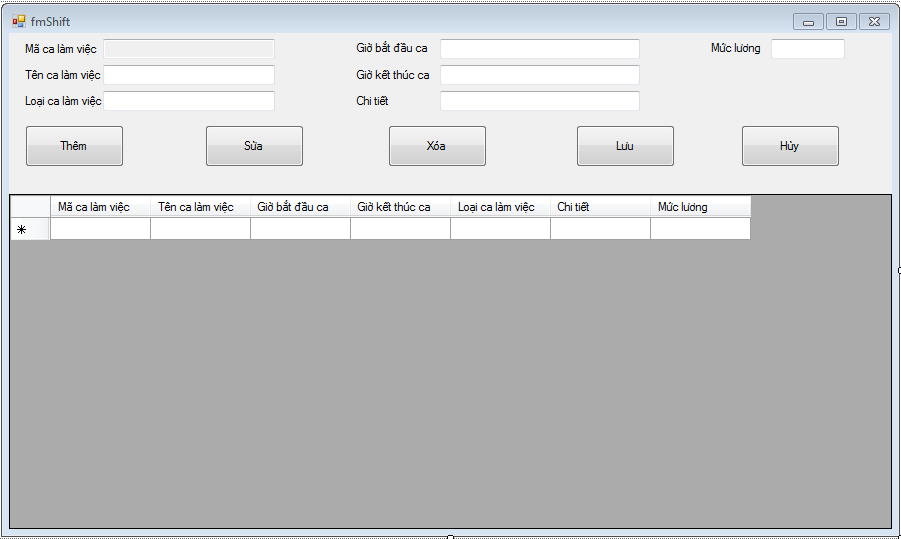 fmShift
Mã ca làm việc Giờ bắt đầu ca Mức lương
Tên ca làm việc Giờ kết thúc ca
Loại ca làm việc Chi tiết
Thêm Sửa Xóa Lưu Hủy
Mã ca làm việc Tên ca làm việc Giờ bắt đầu ca Giờ kết thúc ca Loại ca làm việc Chi tiết Mức lương